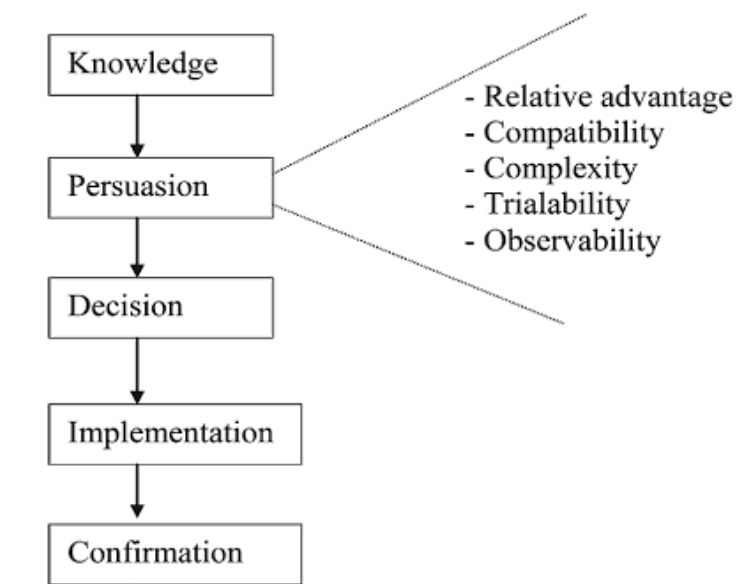 Knowledge
Persuasion
- Relative advantage
- Compatibility
- Complexity
- Trialability
- Observability
Decision
Implementation
Confirmation